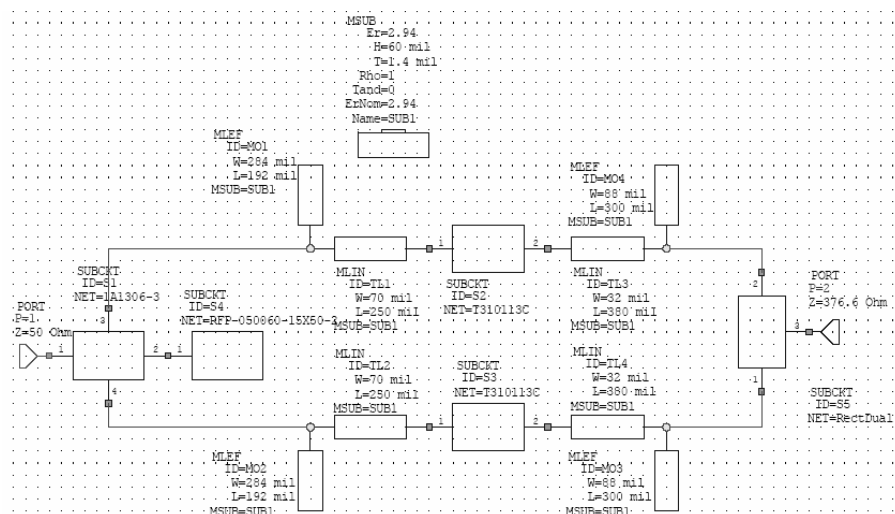 MSUB
Er=2.94
H=60 mil
T=1.4 mil
Rho=1
Tand=0
ErNom=2.94
Name=SUB1
MLEF
ID=MO1
W=284 mil
L=192 mil
MSUB=SUB1
MLEF
ID=MO4
W=88 mil
L=300 mil
MSUB=SUB1
1
2
MLIN
ID=TL1
W=70 mil
L=250 mil
MSUB=SUB1
SUBCKT
ID=S2
NET=T310113C
MLIN
ID=TL3
W=32 mil
L=380 mil
MSUB=SUB1
SUBCKT
ID=S1
NET=1A1306-3
SUBCKT
ID=S4
PORT
P=1
Z=50 Ohm
3
1
2
1
4
2
3
1
PORT
P=2
Z=376.6 Ohm
MLIN
ID=TL2
W=70 mil
L=250 mil
MSUB=SUB1
SUBCKT
ID=S3
NET=T310113C
1
2
MLIN
ID=TL4
W=32 mil
L=380 mil
MSUB=SUB1
SUBCKT
ID=S5
NET=RectDual
MLEF
ID=MO2
W=284 mil
L=192 mil
MSUB=SUB1
MLEF
ID=MO3
W=88 mil
L=300 mil
MSUB=SUB1